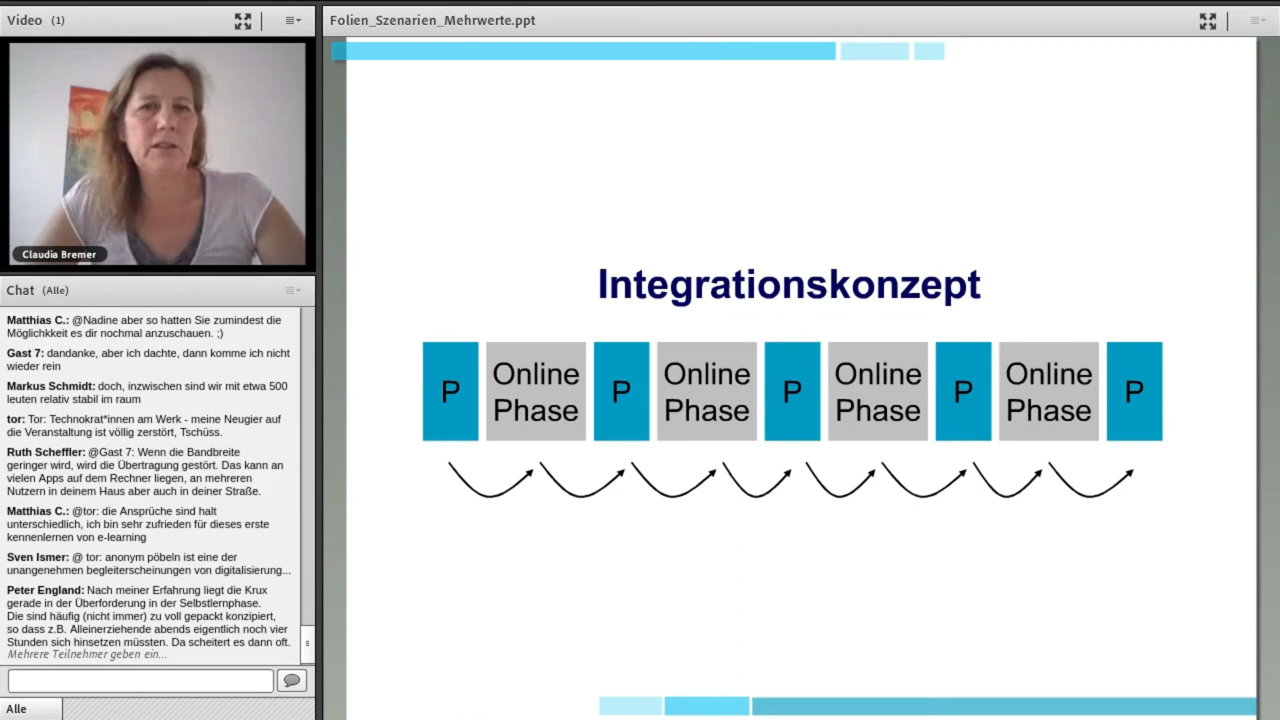 Video (1)
Claudia Bremer
Chat (Alle)
Matthias C.: @Nadine aber so hatten Sie zumindest die
Möglichkkeit es dir nochmal anzuschauen. ;)
Gast 7: dandanke, aber ich dachte, dann komme ich nicht
wieder rein
Markus Schmidt: doch, inzwischen sind wir mit etwa 500
leuten relativ stabil im raum
tor: Tor: Technokrat*innen am Werk - meine Neugier auf
die Veranstaltung ist völlig zerstört, Tschüss.
Ruth Scheffler: @Gast 7: Wenn die Bandbreite
geringer wird, wird die Übertragung gestört. Das kann an
vielen Apps auf dem Rechner liegen, an mehreren
Nutzern in deinem Haus aber auch in deiner Straße.
Matthias C.: @tor: die Ansprüche sind halt
unterschiedlich, ich bin sehr zufrieden für dieses erste
kennenlernen von e-learning
Sven Ismer: @ tor: anonym pöbeln ist eine der
unangenehmen begleiterscheinungen von digitalisierung...
Peter England: Nach meiner Erfahrung liegt die Krux
gerade in der Überforderung in der Selbstlernphase.
Die sind häufig (nicht immer) zu voll gepackt konzipiert,
so dass z.B. Alleinerziehende abends eigentlich noch vier
Stunden sich hinsetzen müssten. Da scheitert es dann oft.
Mehrere Teilnehmer geben ein...
Alle
Folien_Szenarien_Mehrwerte.ppt
Integrationskonzept
P
Online
Phase
P
Online
Phase
P
Online
Phase
P
Online
Phase
P